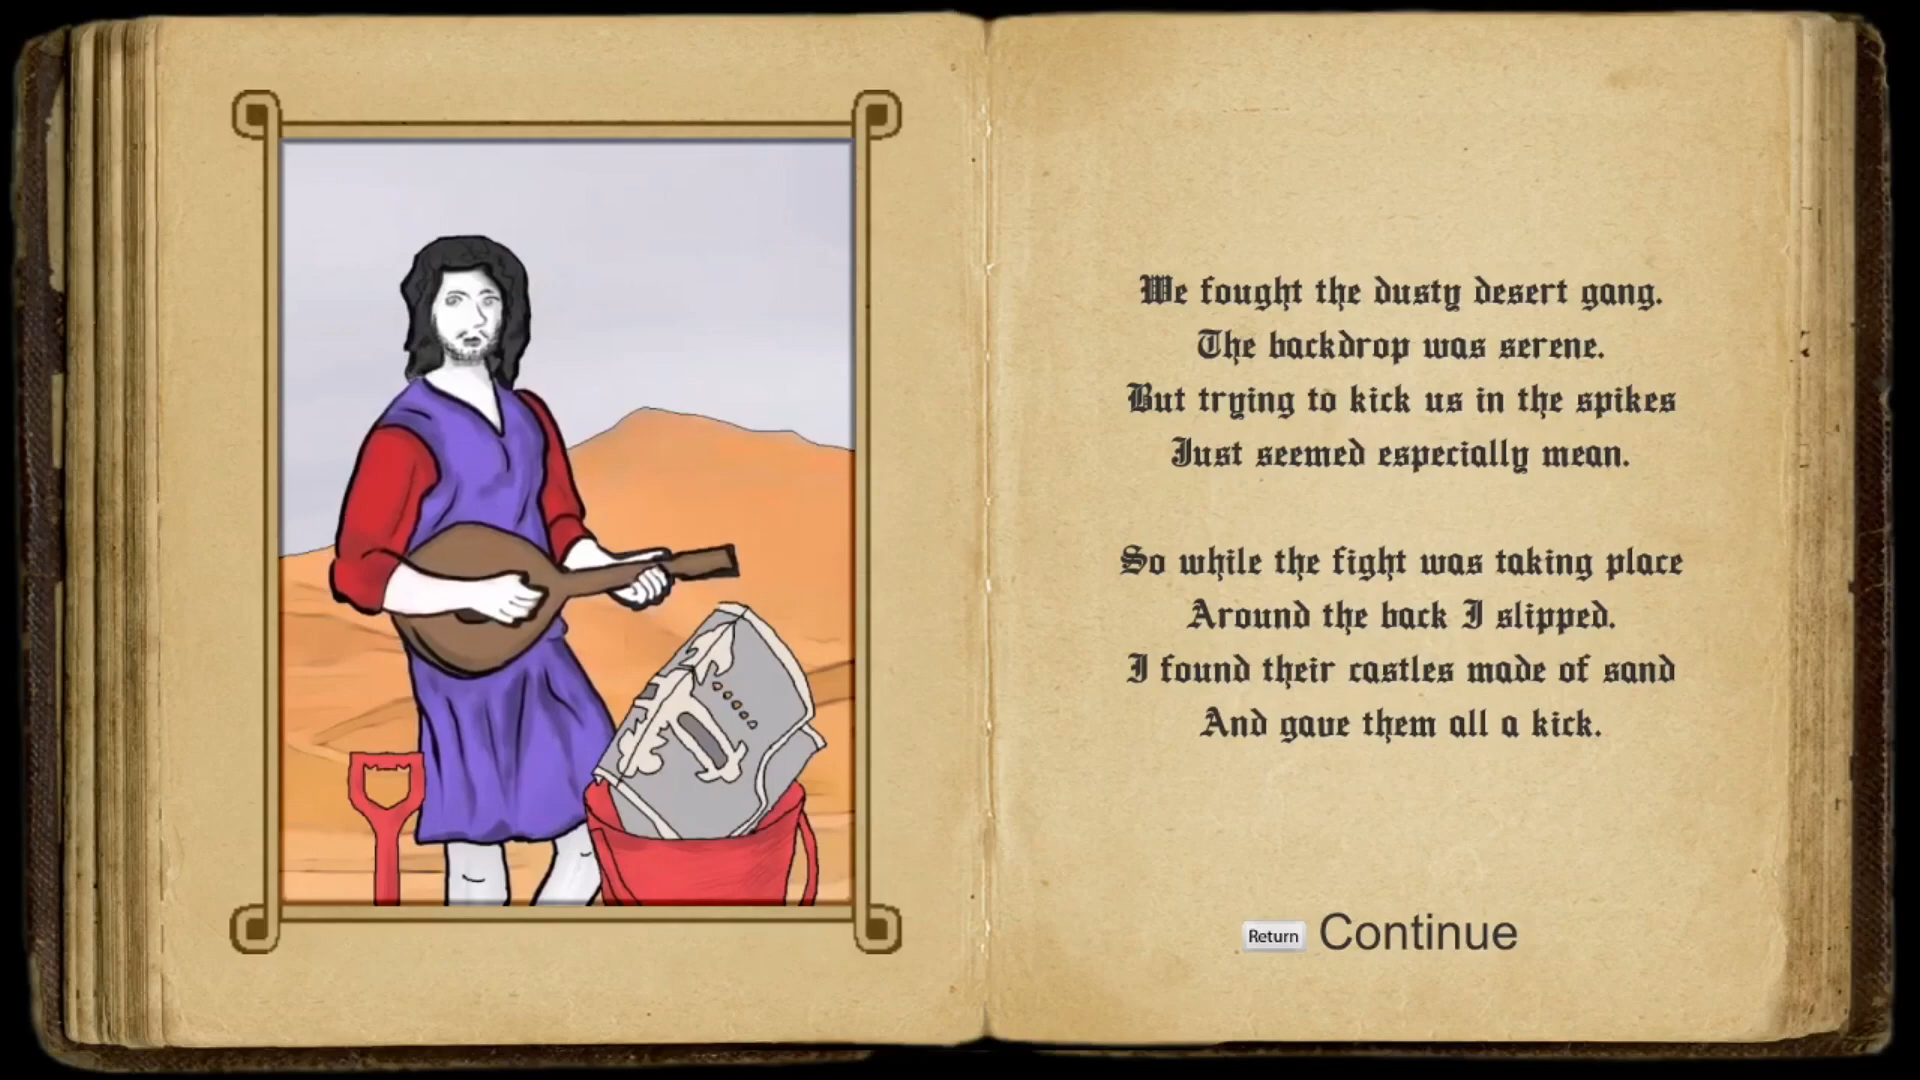 We fought the dusty desert gang.
The backdrop was serene.
But trying to kick us in the spikes
Just seemed especially mean.
So while the fight was taking place
Around the back I slipped.
I found their castles made of sand
And gave them all a kick.
Return Continue